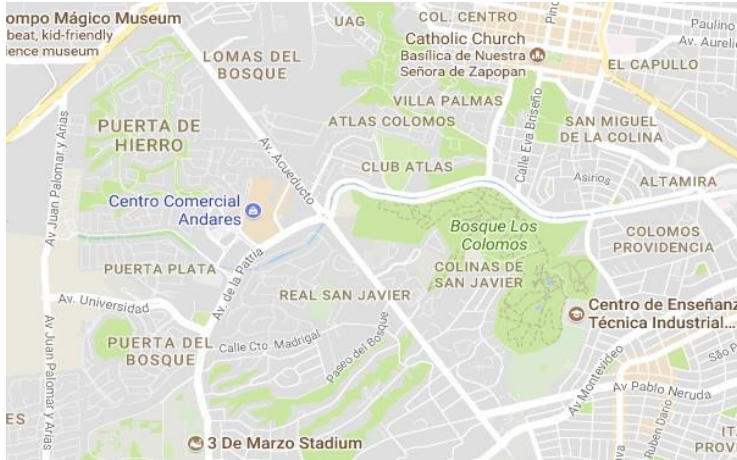 ompo Mágico Museum
beat, kid-friendly
ience museum
UAG
COL. CENTRO
Catholic Church
Basílica de Nuestra
Señora de Zapopan
Paulino
Av. Aureli
EL CAPULLO
LOMAS DEL
BOSQUE
VILLA PALMAS
ATLAS COLOMOS
Calle Eva Briseño
SAN MIGUEL
DE LA COLINA
PUERTA DE
HIERRO
Av. Acueducto
CLUB ATLAS
Asirios
ALTAMIRA
Av Juan Palomar y Arias
Centro Comercial
Andares
Bosque Los
Colomos
COLOMOS
PROVIDENCIA
PUERTA PLATA
Av. de la Patria
COLINAS DE
SAN JAVIER
REAL SAN JAVIER
Av. Universidad
Centro de Enseñanz
Técnica Industrial...
PUERTA DEL
BOSQUE
Calle Cto. Madrigal
Paseo del Bosque
Av Juan Palomar y Arias
Av Montevideo
São P
Av Pablo Neruda
Ruben Dario
ES
3 De Marzo Stadium
IT
PROV